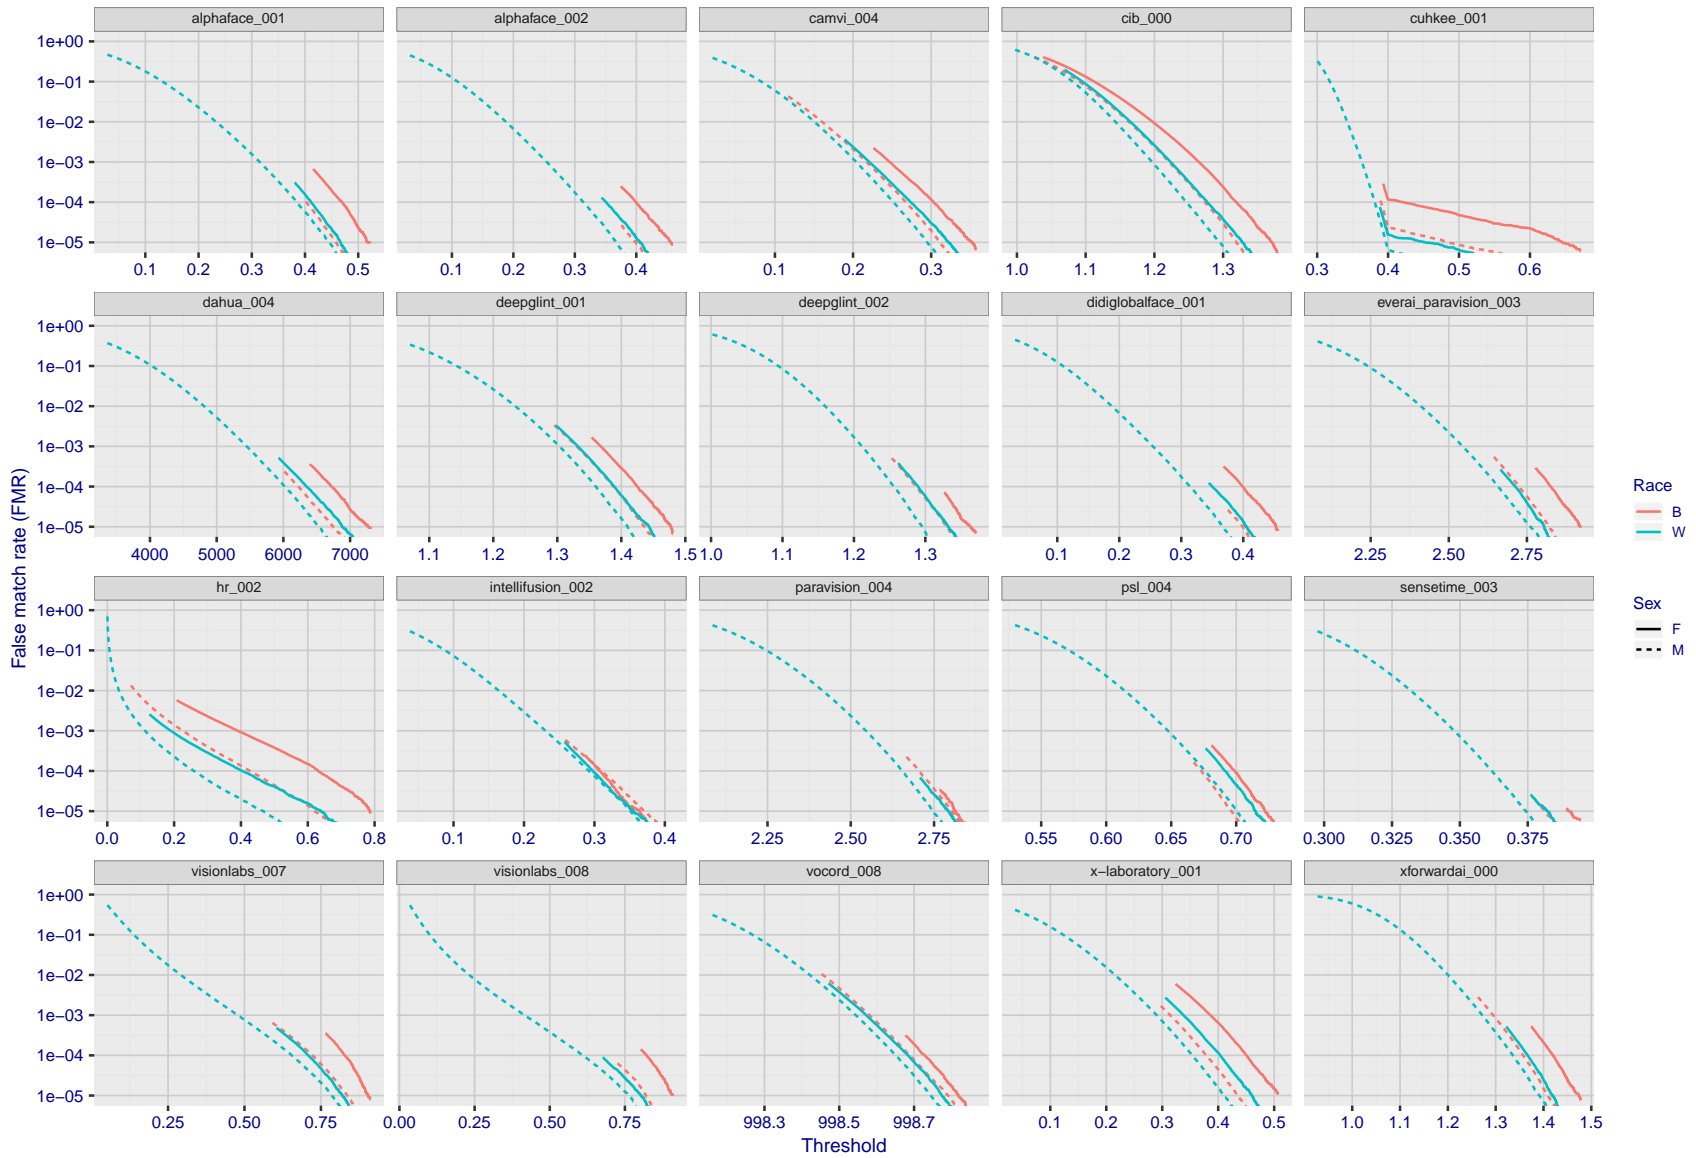 alphaface_001 alphaface_002 camvi_004 cib_000 cuhkee_001
1e+00
1e−01
1e−02
1e−03
1e−04
1e−05
0.1 0.2 0.3 0.4 0.5 0.1 0.2 0.3 0.4 0.1 0.2 0.3 1.0 1.1 1.2 1.3 0.3 0.4 0.5 0.6
dahua_004 deepglint_001 deepglint_002 didiglobalface_001 everai_paravision_003
1e+00
1e−01
1e−02
1e−03
1e−04
1e−05
4000 5000 6000 7000 1.1 1.2 1.3 1.4 1.5 1.0 1.1 1.2 1.3 0.1 0.2 0.3 0.4 2.25 2.50 2.75
hr_002 intellifusion_002 paravision_004 psl_004 sensetime_003
1e+00
1e−01
1e−02
1e−03
1e−04
1e−05
0.0 0.2 0.4 0.6 0.8 0.1 0.2 0.3 0.4 2.25 2.50 2.75 0.55 0.60 0.65 0.70 0.300 0.325 0.350 0.375
visionlabs_007 visionlabs_008 vocord_008 x−laboratory_001 xforwardai_000
1e+00
1e−01
1e−02
1e−03
1e−04
1e−05
0.25 0.50 0.75 0.00 0.25 0.50 0.75 998.3 998.5 998.7 0.1 0.2 0.3 0.4 0.5 1.0 1.1 1.2 1.3 1.4 1.5
Threshold
False match rate (FMR)
Race
B
W
Sex
F
M